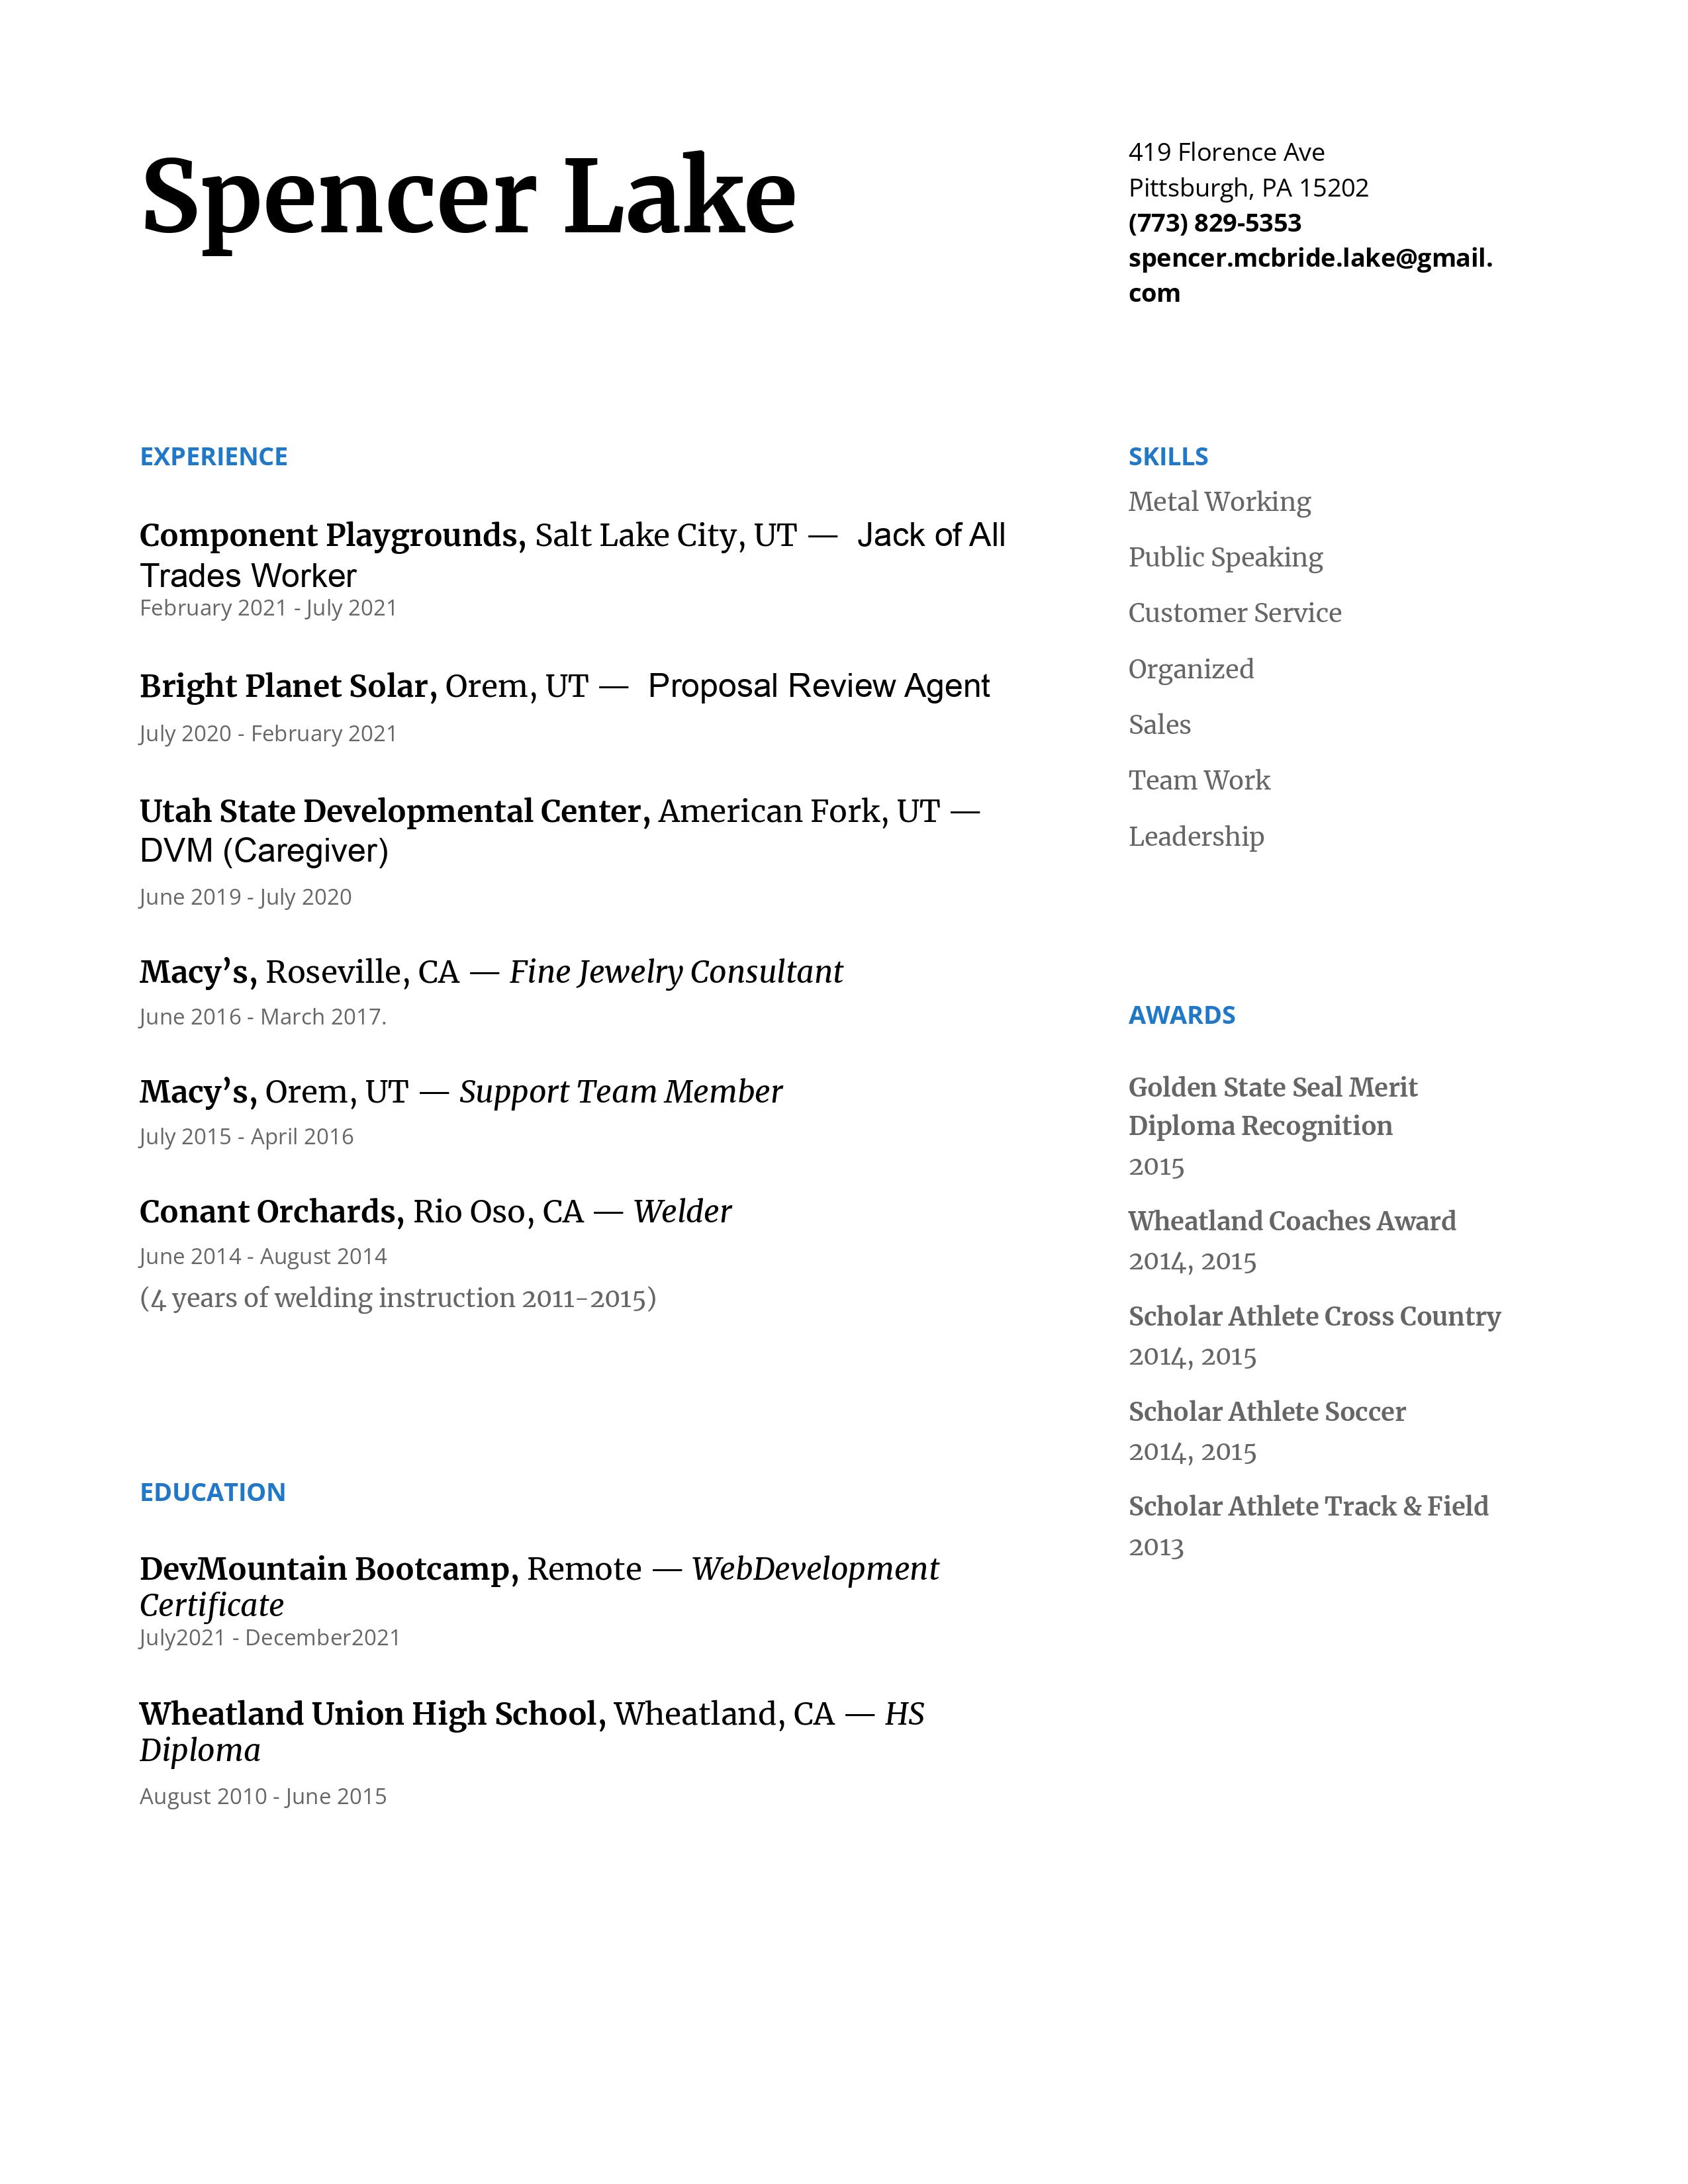 Spencer Lake
419 Florence Ave
Pittsburgh, PA 15202
(773) 829-5353
spencer.mcbride.lake@gmail.
com
EXPERIENCE
Component Playgrounds, Salt Lake City, UT — Jack of All
Trades Worker
February 2021 - July 2021
Bright Planet Solar, Orem, UT — Proposal Review Agent
July 2020 - February 2021
Utah State Developmental Center, American Fork, UT —
DVM (Caregiver)
June 2019 - July 2020
Macy’s, Roseville, CA — Fine Jewelry Consultant
June 2016 - March 2017.
Macy’s, Orem, UT — Support Team Member
July 2015 - April 2016
Conant Orchards, Rio Oso, CA — Welder
June 2014 - August 2014
(4 years of welding instruction 2011-2015)
EDUCATION
DevMountain Bootcamp, Remote — WebDevelopment
Certificate
July2021 - December2021
Wheatland Union High School, Wheatland, CA — HS
Diploma
August 2010 - June 2015
SKILLS
Metal Working
Public Speaking
Customer Service
Organized
Sales
Team Work
Leadership
AWARDS
Golden State Seal Merit
Diploma Recognition
2015
Wheatland Coaches Award
2014, 2015
Scholar Athlete Cross Country
2014, 2015
Scholar Athlete Soccer
2014, 2015
Scholar Athlete Track & Field
2013